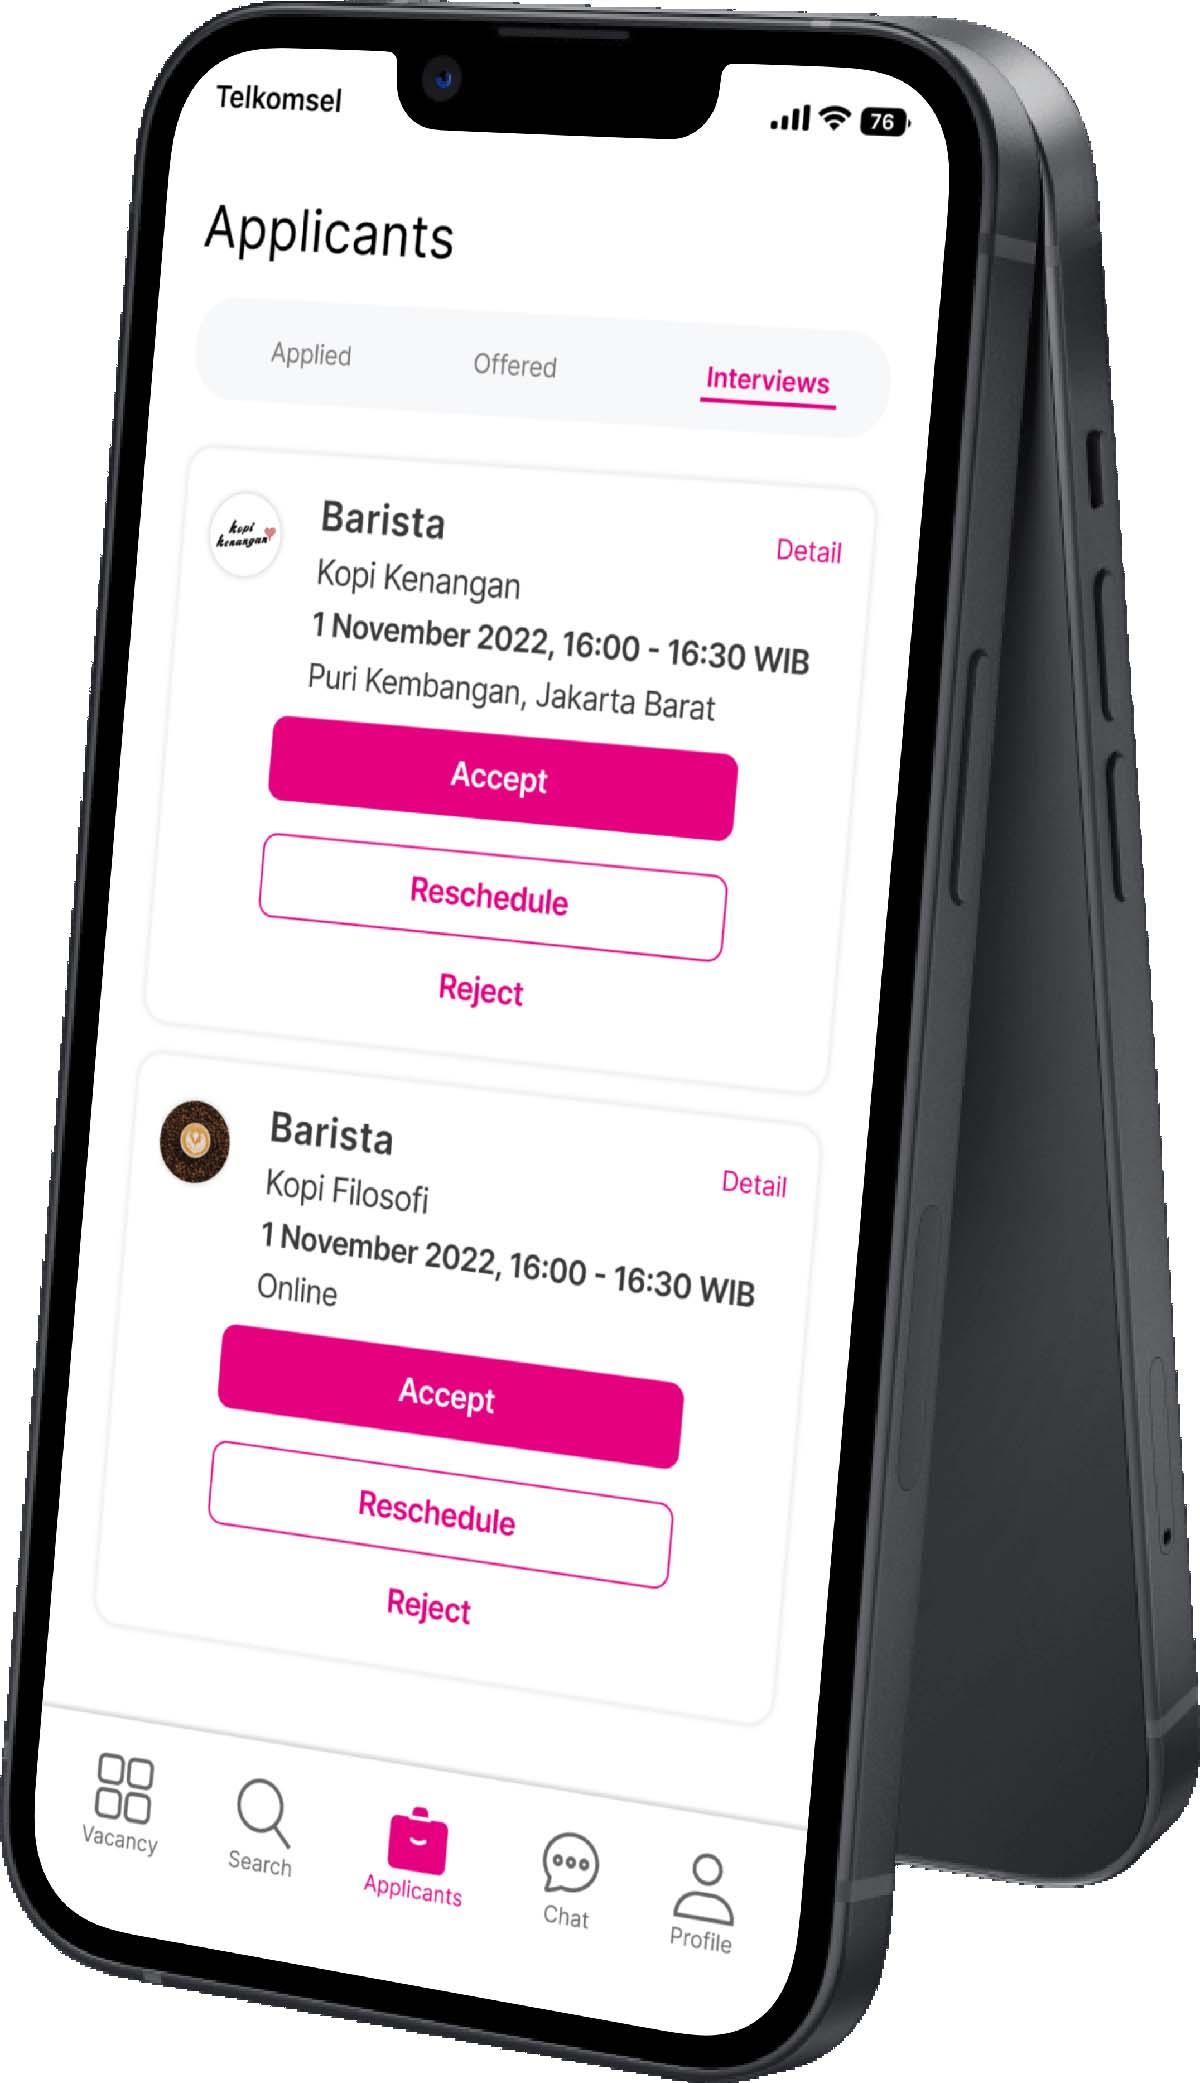 Telkomsel
76
Applicants
Applied Offered Interviews
kopi
kenangan
Barista
Detail
Kopi Kenangan
1 November 2022, 16:00 - 16:30 WIB
Puri Kembangan, Jakarta Barat
Accept
Reschedule
Reject
Barista
Detail
Kopi Filosofi
1 November 2022, 16:00 - 16:30 WIB
Online
Accept
Reschedule
Reject
Vacancy Search Applicants Chat Profile